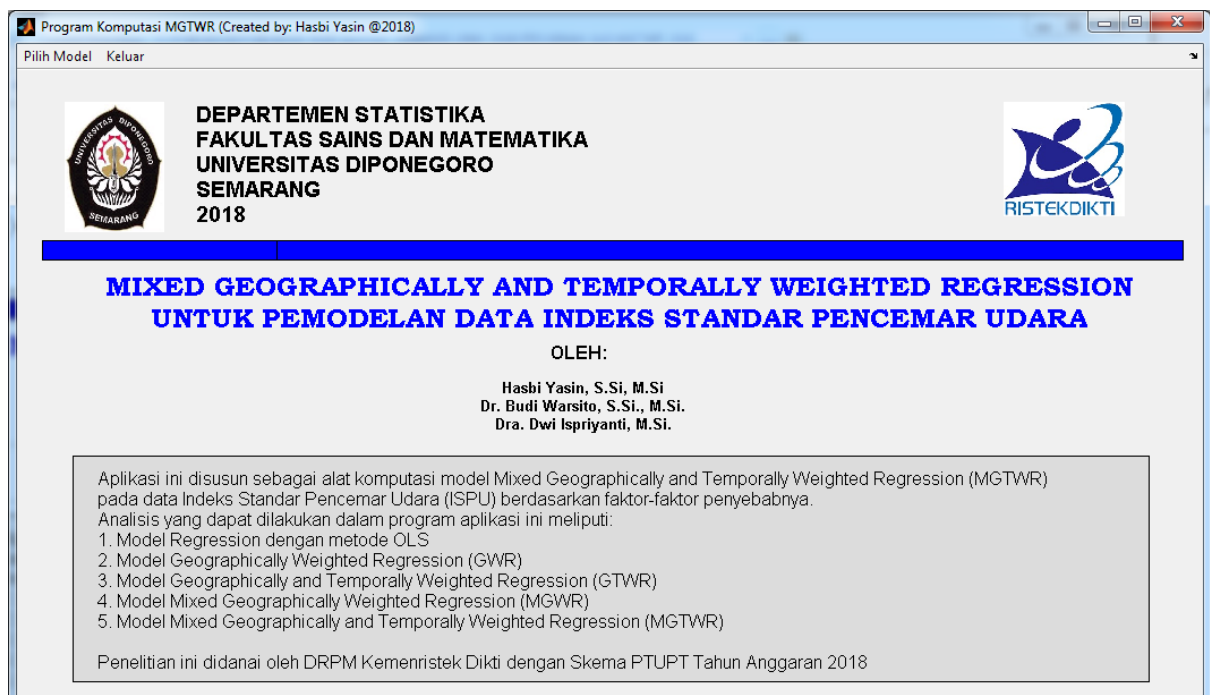 Program Komputasi MGTWR (Created by: Hasbi Yasin @2018)
Pilih Model Keluar
UNIVERSITAS DIPONEGORO
SEMARANG
DEPARTEMEN STATISTIKA
FAKULTAS SAINS DAN MATEMATIKA
UNIVERSITAS DIPONEGORO
SEMARANG
2018
RISTEKDIKTI
MIXED GEOGRAPHICALLY AND TEMPORALLY WEIGHTED REGRESSION
UNTUK PEMODELAN DATA INDEKS STANDAR PENCEMAR UDARA
OLEH:
Hasbi Yasin, S.Si, M.Si
Dr. Budi Warsito, S.Si., M.Si.
Dra. Dwi Ispriyanti, M.Si.
Aplikasi ini disusun sebagai alat komputasi model Mixed Geographically and Temporally Weighted Regression (MGTWR)
pada data Indeks Standar Pencemar Udara (ISPU) berdasarkan faktor-faktor penyebabnya.
Analisis yang dapat dilakukan dalam program aplikasi ini meliputi:
1. Model Regression dengan metode OLS
2. Model Geographically Weighted Regression (GWR)
3. Model Geographically and Temporally Weighted Regression (GTWR)
4. Model Mixed Geographically Weighted Regression (MGWR)
5. Model Mixed Geographically and Temporally Weighted Regression (MGTWR)
Penelitian ini didanai oleh DRPM Kemenristek Dikti dengan Skema PTUPT Tahun Anggaran 2018